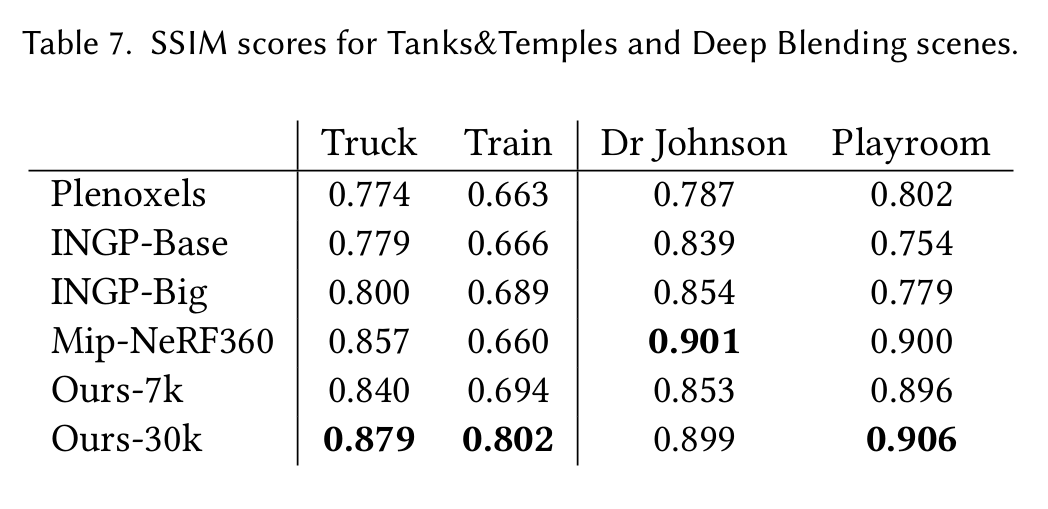 Table 7. SSIM scores for Tanks&Temples and Deep Blending scenes.
Truck Train Dr Johnson Playroom
Plenoxels 0.774 0.663 0.787 0.802
INGP-Base 0.779 0.666 0.839 0.754
INGP-Big 0.800 0.689 0.854 0.779
Mip-NeRF360 0.857 0.660 0.901 0.900
Ours-7k 0.840 0.694 0.853 0.896
Ours-30k 0.879 0.802 0.899 0.906